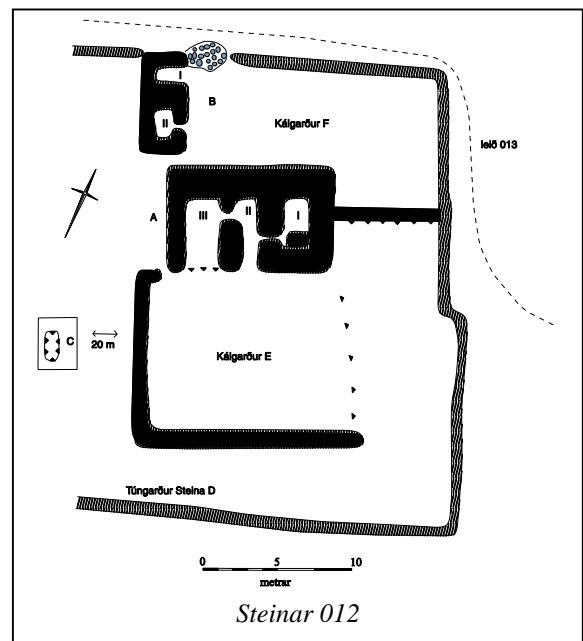 I
B
II
Kálgarður F
leið 013
A
III
II
I
C
20 m
Kálgarður E
Túngarður Steina D
0 5 10
metrar
Steinar 012